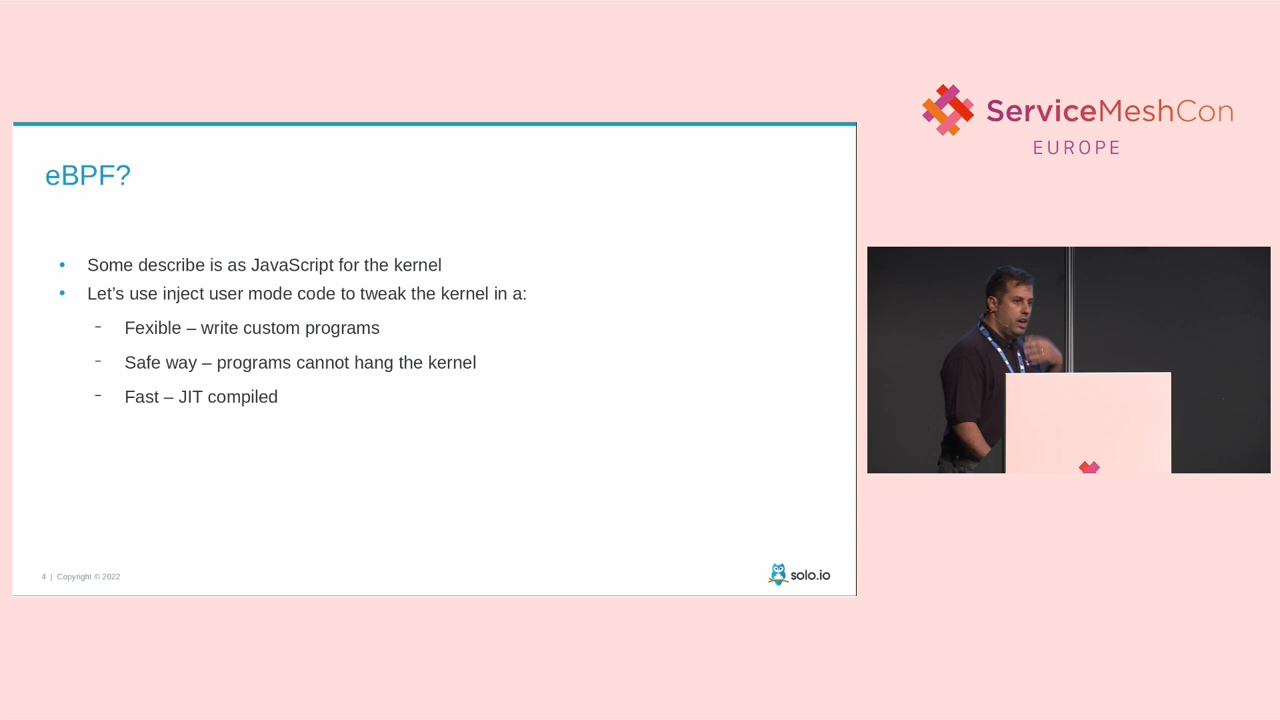 ServiceMeshCon
EUROPE
eBPF?
• Some describe is as JavaScript for the kernel
• Let's use inject user mode code to tweak the kernel in a:
– Fexible – write custom programs
– Safe way – programs cannot hang the kernel
– Fast – JIT compiled
4 | Copyright © 2022
solo.io